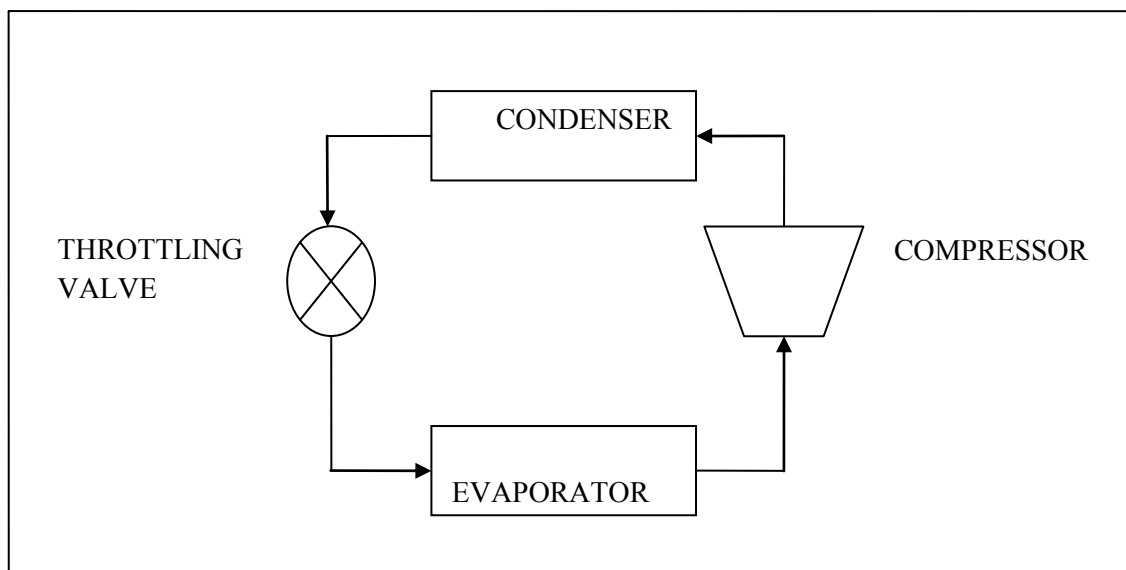 CONDENSER
THROTTLING
VALVE
COMPRESSOR
EVAPORATOR